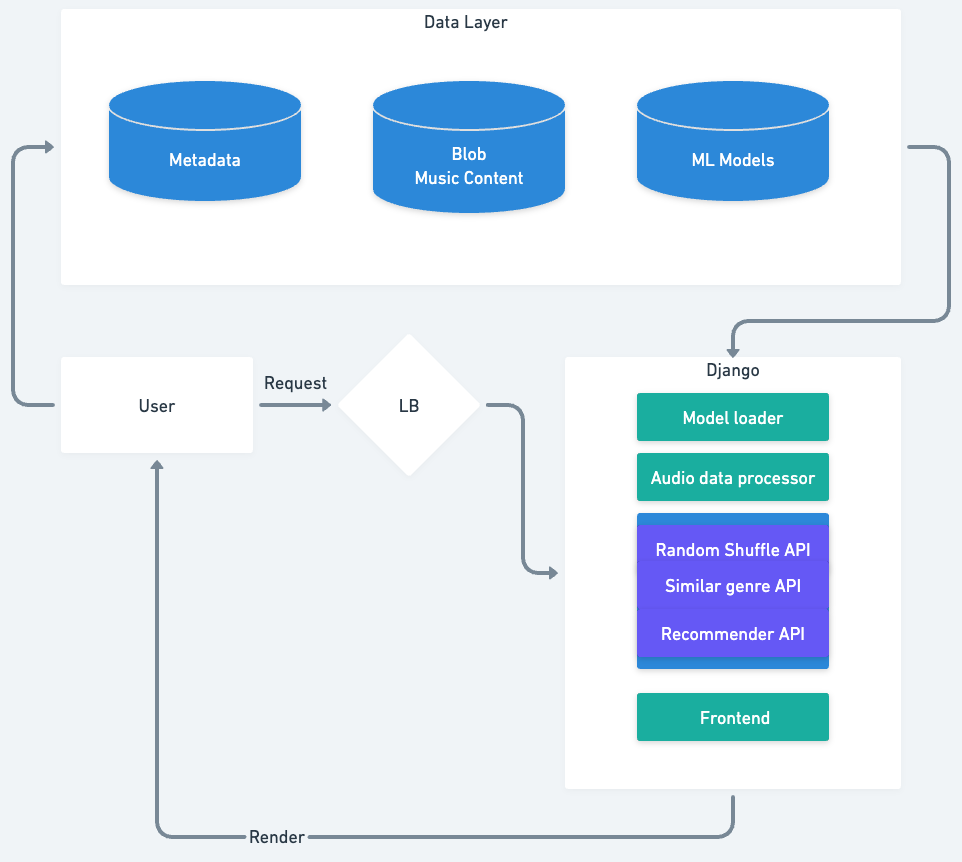 Data Layer
Metadata
Blob
Music Content
ML Models
User
Request
LB
Django
Model loader
Audio data processor
Random Shuffle API
Similar genre API
Recommender API
Frontend
Render